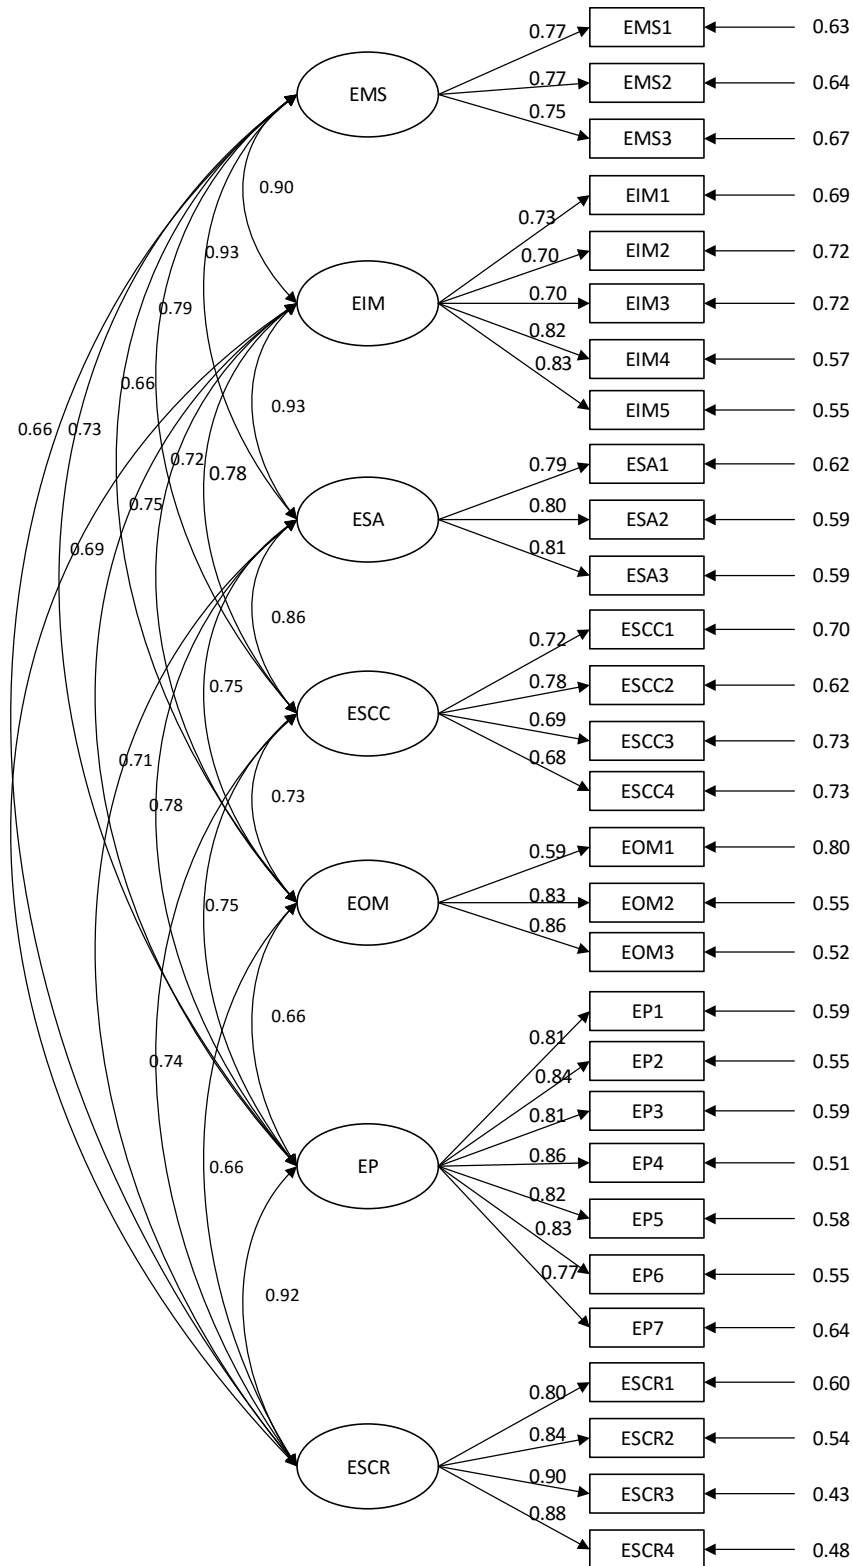 0.77 EMS1 0.63
EMS
0.77 EMS2 0.64
0.75 EMS3 0.67
0.90
EIM1 0.69
0.73
0.93
0.70 EIM2 0.72
0.79
EIM
0.70 EIM3 0.72
0.82 EIM4 0.57
0.83
0.66
0.93
EIM5 0.55
0.66 0.73
0.72
0.78
0.79 ESA1 0.62
0.75
0.80
ESA
ESA2 0.59
0.69
0.81
ESA3 0.59
0.86
ESCC1 0.70
0.72
0.75
0.78 ESCC2 0.62
ESCC
0.69 ESCC3 0.73
0.71
0.68
0.73
ESCC4 0.73
0.78
0.59 EOM1 0.80
0.83
0.75
EOM
EOM2 0.55
0.86
EOM3 0.52
0.66
EP1 0.59
0.81
0.74
EP2 0.55
0.84
0.81 EP3 0.59
0.86 EP4 0.51
0.66
EP
0.82
EP5 0.58
0.83
0.77 EP6 0.55
0.92
EP7 0.64
0.80 ESCR1 0.60
0.84 ESCR2 0.54
ESCR
0.90
ESCR3 0.43
0.88
ESCR4 0.48